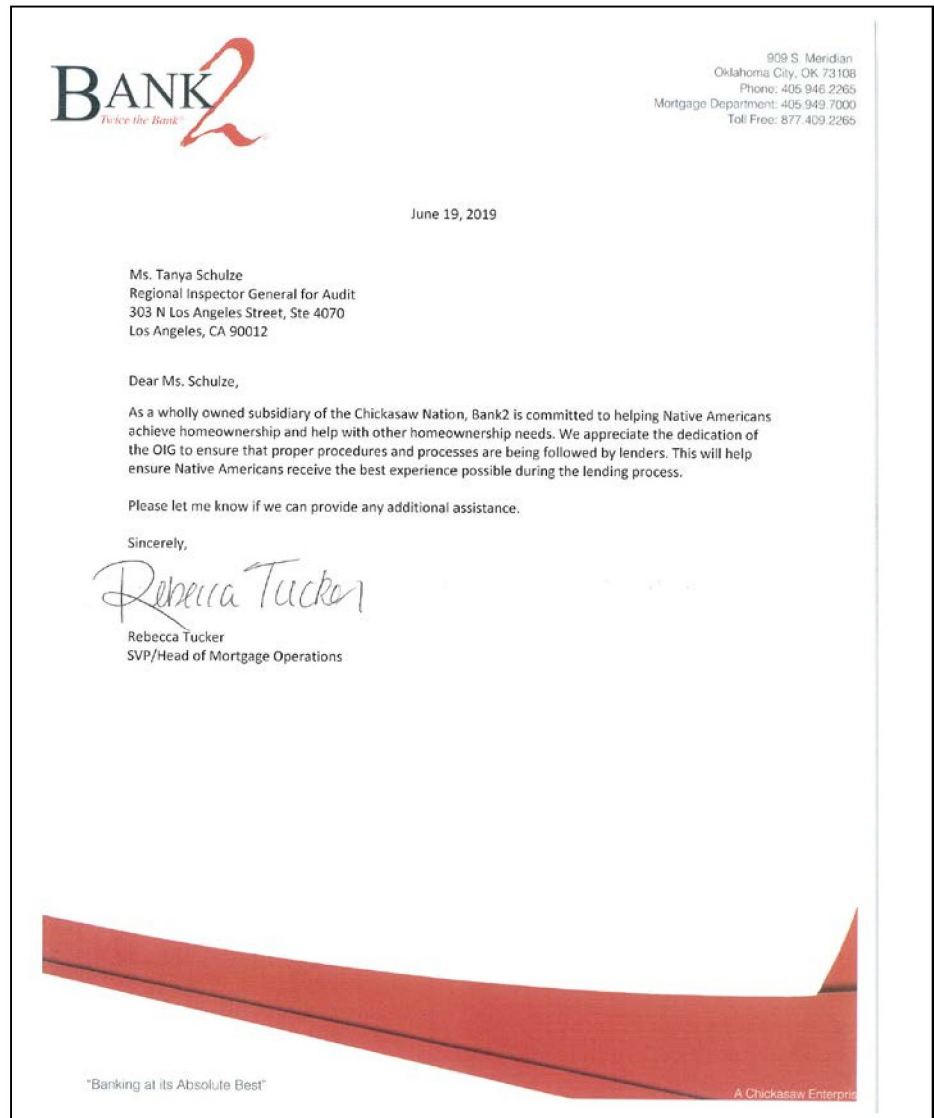 BANK2
Twice the Bank®
909 S. Meridian
Oklahoma City, OK 73108
Phone: 405.946.2265
Mortgage Department: 405.949.7000
Toll Free: 877.409.2265
June 19, 2019
Ms. Tanya Schulze
Regional Inspector General for Audit
303 N Los Angeles Street, Ste 4070
Los Angeles, CA 90012
Dear Ms. Schulze,
As a wholly owned subsidiary of the Chickasaw Nation, Bank2 is committed to helping Native Americans
achieve homeownership and help with other homeownership needs. We appreciate the dedication of
the OIG to ensure that proper procedures and processes are being followed by lenders. This will help
ensure Native Americans receive the best experience possible during the lending process.
Please let me know if we can provide any additional assistance.
Sincerely,
Rebecca Tucker
Rebecca Tucker
SVP/Head of Mortgage Operations
"Banking at its Absolute Best"
A Chickasaw Enterpris